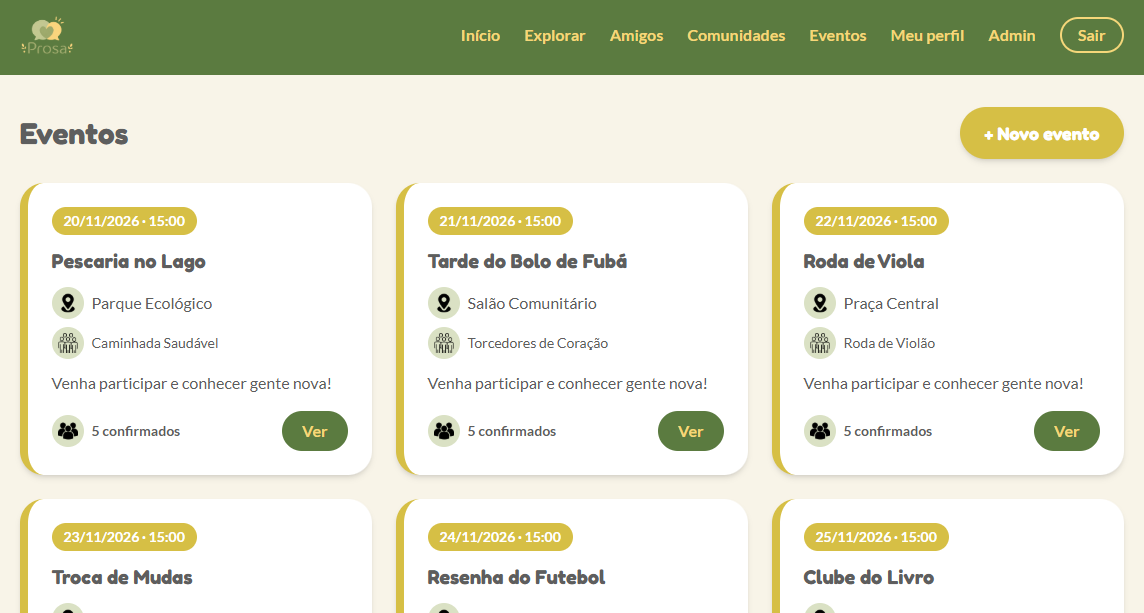 Prosa
Início Explorar Amigos Comunidades Eventos Meu perfil Admin Sair
Eventos
+ Novo evento
20/11/2026 · 15:00
Pescaria no Lago
Parque Ecológico
Caminhada Saudável
Venha participar e conhecer gente nova!
5 confirmados
Ver
21/11/2026 · 15:00
Tarde do Bolo de Fubá
Salão Comunitário
Torcedores de Coração
Venha participar e conhecer gente nova!
5 confirmados
Ver
22/11/2026 · 15:00
Roda de Viola
Praça Central
Roda de Violão
Venha participar e conhecer gente nova!
5 confirmados
Ver
23/11/2026 · 15:00
Troca de Mudas
24/11/2026 · 15:00
Resenha do Futebol
25/11/2026 · 15:00
Clube do Livro